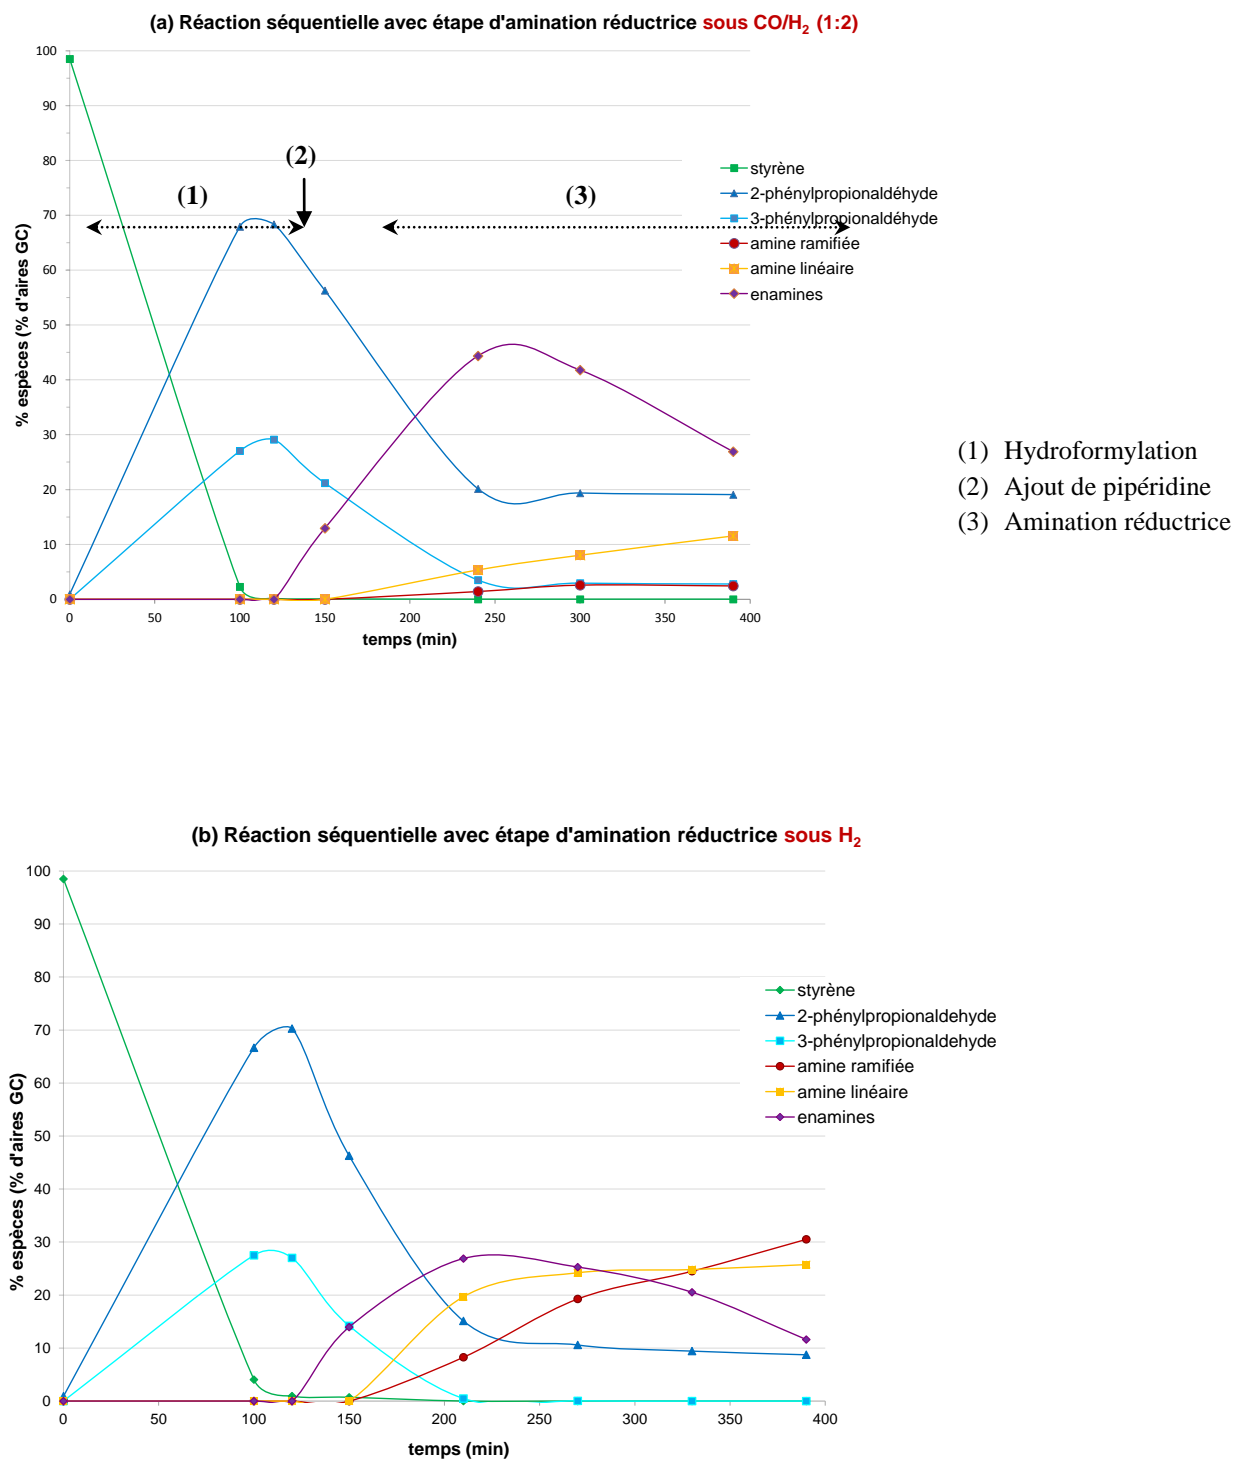 (a) Réaction séquentielle avec étape d'amination réductrice sous CO/H2 (1:2)
100
90
80
70
60
50
40
30
20
10
0
% espèces (% d'aires GC)
(1)
(2)
(3)
styrène
2-phénylpropionaldéhyde
3-phénylpropionaldéhyde
amine ramifiée
amine linéaire
enamines
0 50 100 150 200 250 300 350 400
temps (min)
(1) Hydroformylation
(2) Ajout de pipéridine
(3) Amination réductrice
(b) Réaction séquentielle avec étape d'amination réductrice sous H2
100
90
80
70
60
50
40
30
20
10
0
% espèces (% d'aires GC)
styrène
2-phénylpropionaldehyde
3-phénylpropionaldehyde
amine ramifiée
amine linéaire
enamines
0 50 100 150 200 250 300 350 400
temps (min)